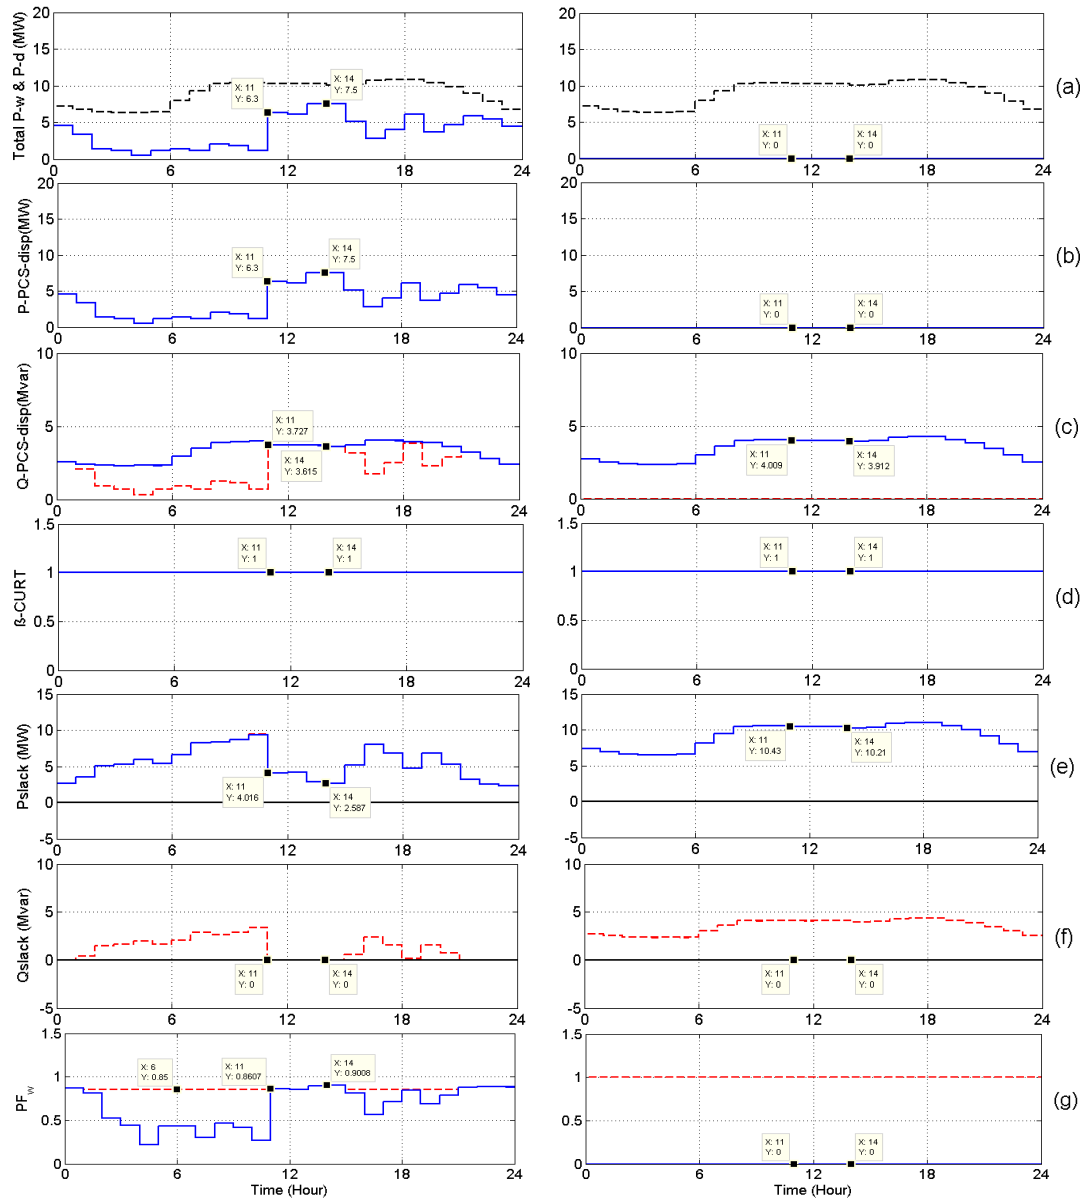 Total P-w & P-d (MW)
20
15
10
5
0
X: 11
Y: 6.3
X: 14
Y: 7.5
0 6 12 18 24
20
15
10
5
0
X: 11
Y: 0
X: 14
Y: 0
0 6 12 18 24
(a)
P-PCS-disp(MW)
20
15
10
5
0
X: 11
Y: 6.3
X: 14
Y: 7.5
0 6 12 18 24
20
15
10
5
0
X: 11
Y: 0
X: 14
Y: 0
0 6 12 18 24
(b)
Q-PCS-disp(Mvar)
10
5
0
X: 11
Y: 3.727
X: 14
Y: 3.615
0 6 12 18 24
10
5
0
X: 11
Y: 4.009
X: 14
Y: 3.912
0 6 12 18 24
(c)
ß-CURT
1.5
1
0.5
0
X: 11
Y: 1
X: 14
Y: 1
0 6 12 18 24
1.5
1
0.5
0
X: 11
Y: 1
X: 14
Y: 1
0 6 12 18 24
(d)
Pslack (MW)
15
10
5
0
-5
X: 11
Y: 4.016
X: 14
Y: 2.587
0 6 12 18 24
15
10
5
0
-5
X: 11
Y: 10.43
X: 14
Y: 10.21
0 6 12 18 24
(e)
Qslack (Mvar)
10
5
0
-5
X: 11
Y: 0
X: 14
Y: 0
0 6 12 18 24
10
5
0
-5
X: 11
Y: 0
X: 14
Y: 0
0 6 12 18 24
(f)
PFw
1.5
1
0.5
0
X: 6
Y: 0.85
X: 11
Y: 0.8607
X: 14
Y: 0.9008
0 6 12 18 24
Time (Hour)
1.5
1
0.5
0
X: 11
Y: 0
X: 14
Y: 0
0 6 12 18 24
Time (Hour)
(g)